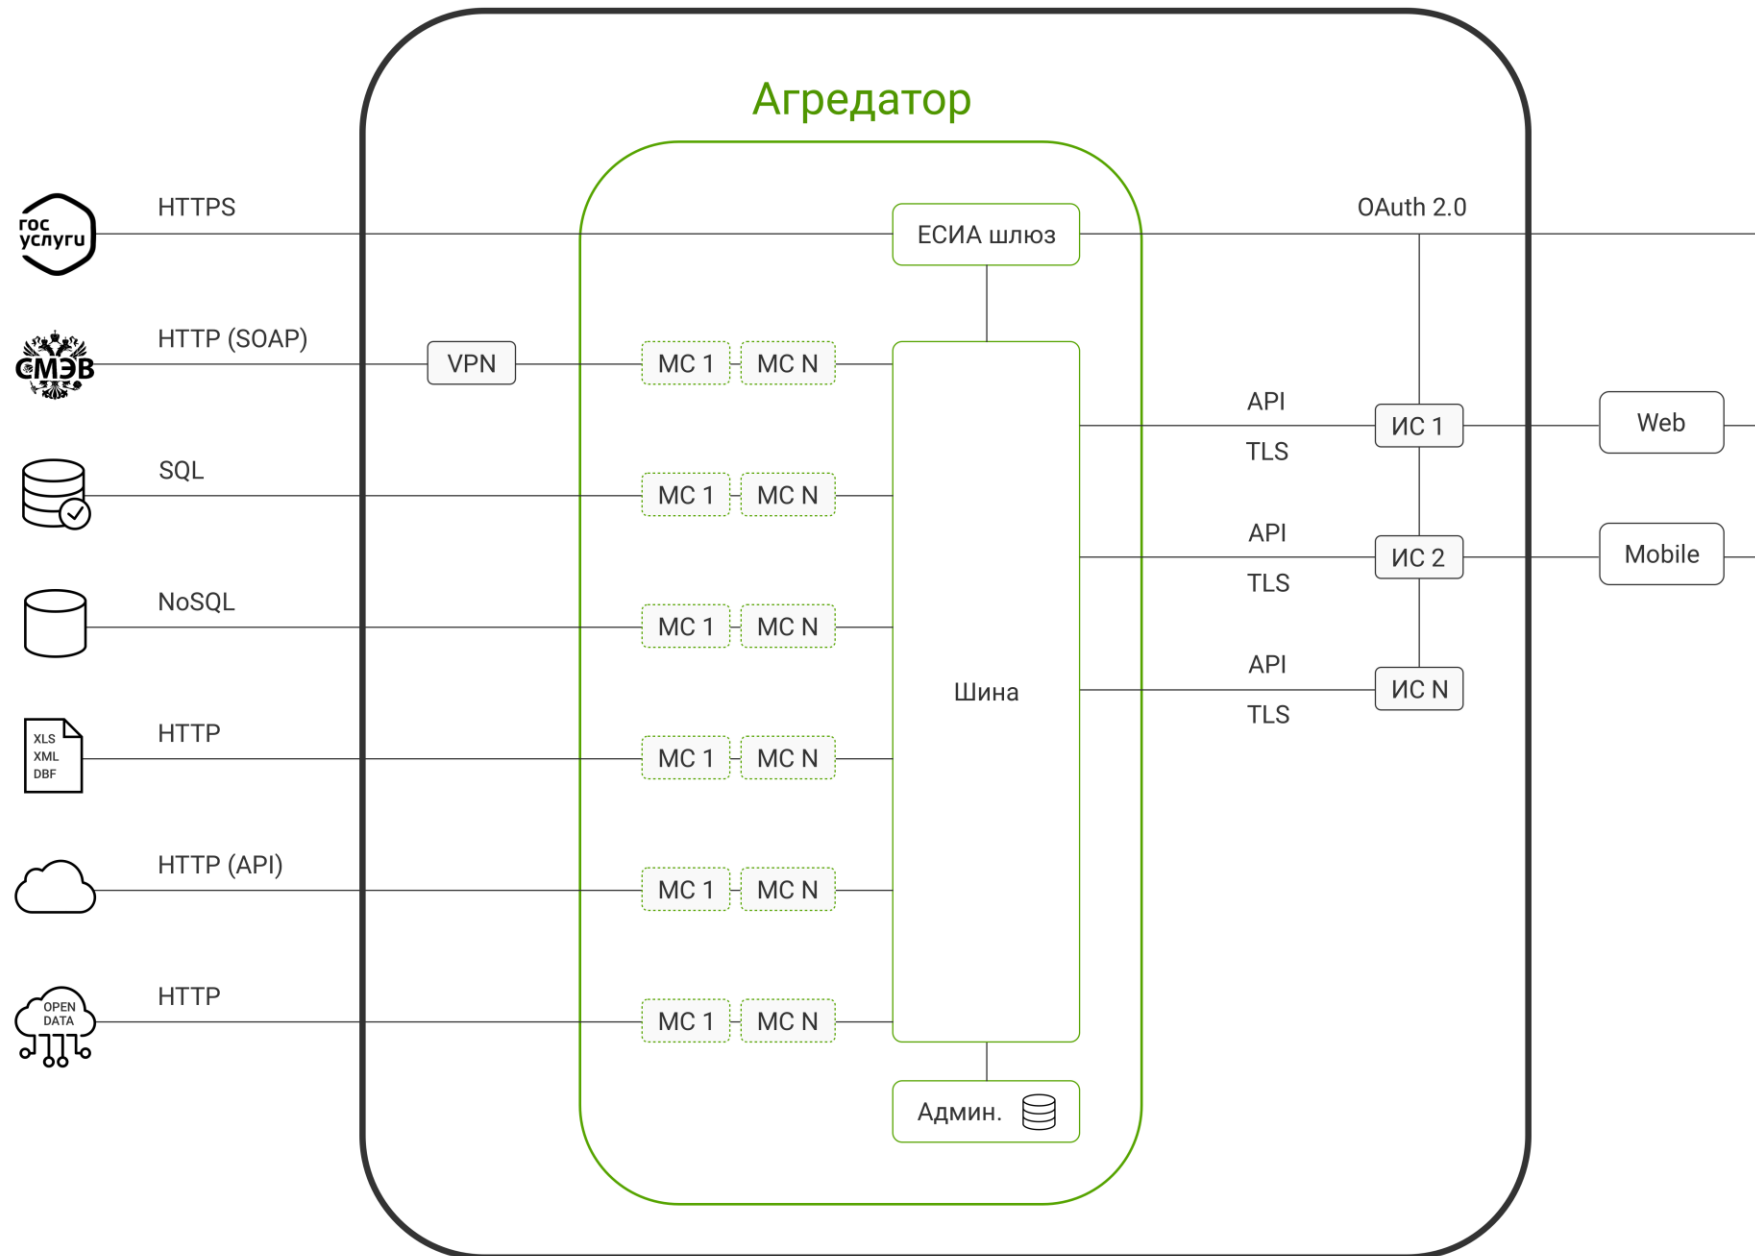 Агредатор
HTTPS
OAuth 2.0
гос
услуги
ЕСИА шлюз
HTTP (SOAP)
СМЭВ
VPN
МС 1
МС N
API
ИС 1
Web
TLS
SQL
МС 1
МС N
API
ИС 2
Mobile
TLS
NoSQL
МС 1
МС N
API
ИС N
TLS
Шина
HTTP
XLS
XML
DBF
МС 1
МС N
HTTP (API)
МС 1
МС N
HTTP
OPEN
DATA
МС 1
МС N
Админ.